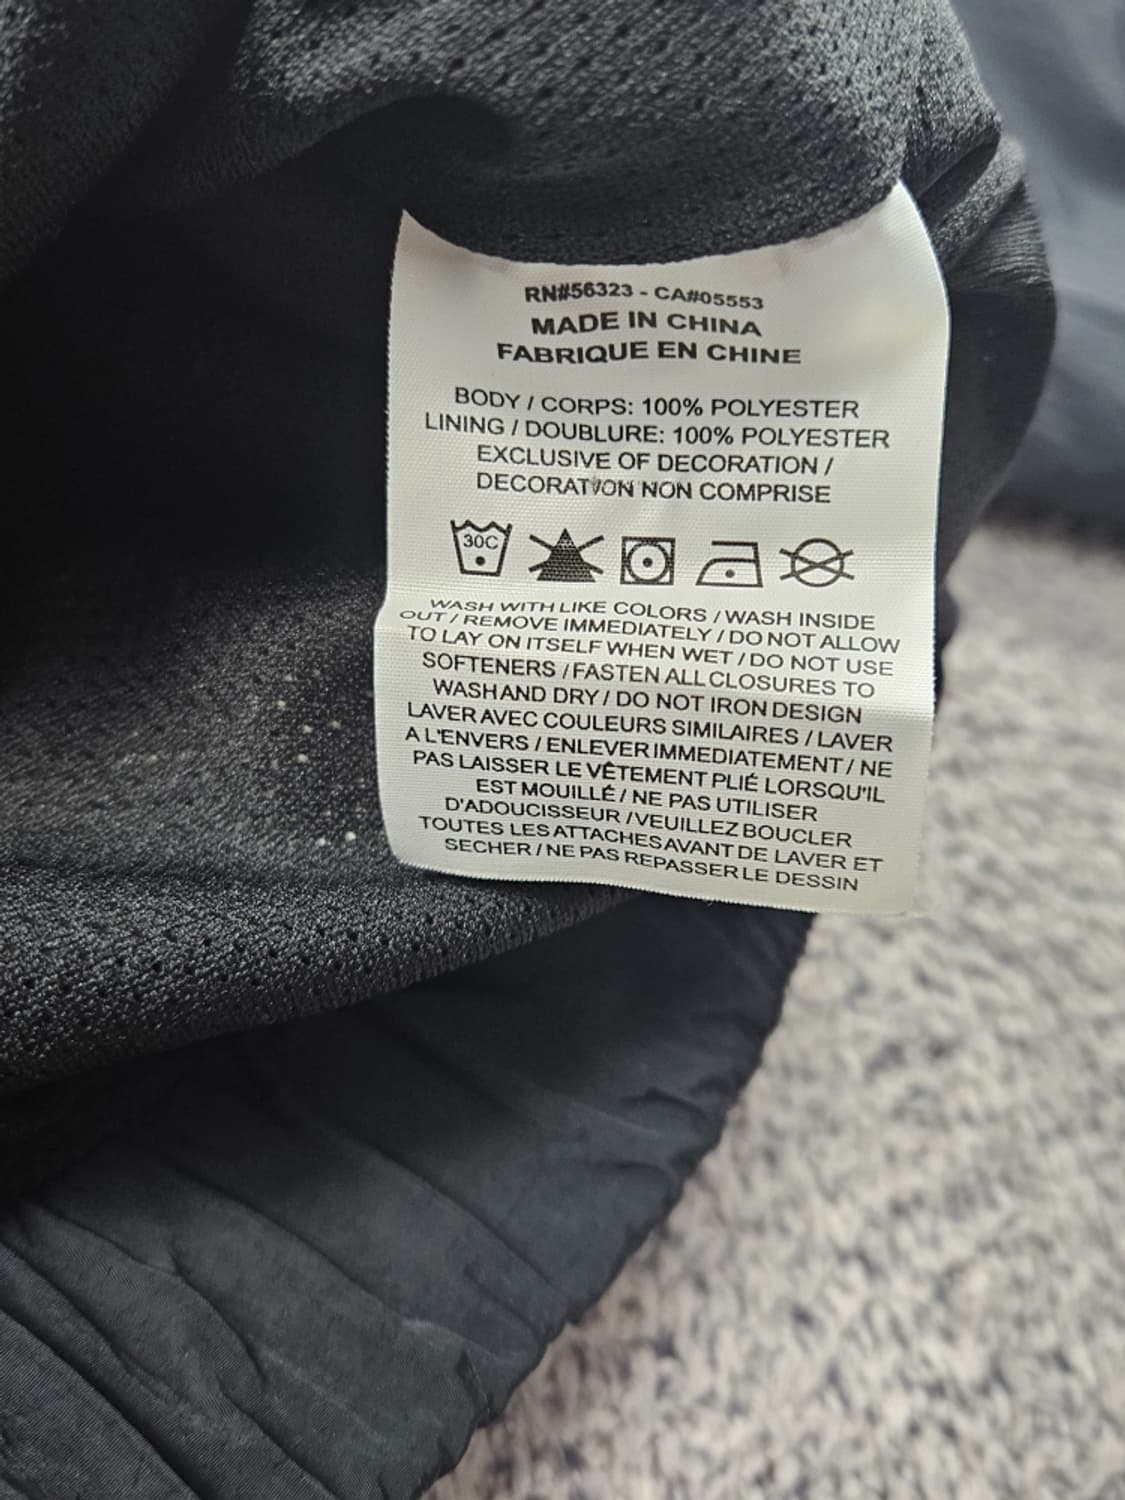 RN#56323 - CA#05553
MADE IN CHINA
FABRIQUE EN CHINE
BODY / CORPS: 100% POLYESTER
LINING / DOUBLURE: 100% POLYESTER
EXCLUSIVE OF DECORATION /
DECORATION NON COMPRISE
30C
WASH WITH LIKE COLORS / WASH INSIDE
OUT / REMOVE IMMEDIATELY / DO NOT ALLOW
TO LAY ON ITSELF WHEN WET / DO NOT USE
SOFTENERS / FASTEN ALL CLOSURES TO
WASH AND DRY / DO NOT IRON DESIGN
LAVER AVEC COULEURS SIMILAIRES / LAVER
A L'ENVERS / ENLEVER IMMEDIATEMENT / NE
PAS LAISSER LE VÊTEMENT PLIÉ LORSQU'IL
EST MOUILLÉ / NE PAS UTILISER
D'ADOUCISSEUR / VEUILLEZ BOUCLER
TOUTES LES ATTACHES AVANT DE LAVER ET
SECHER / NE PAS REPASSER LE DESSIN